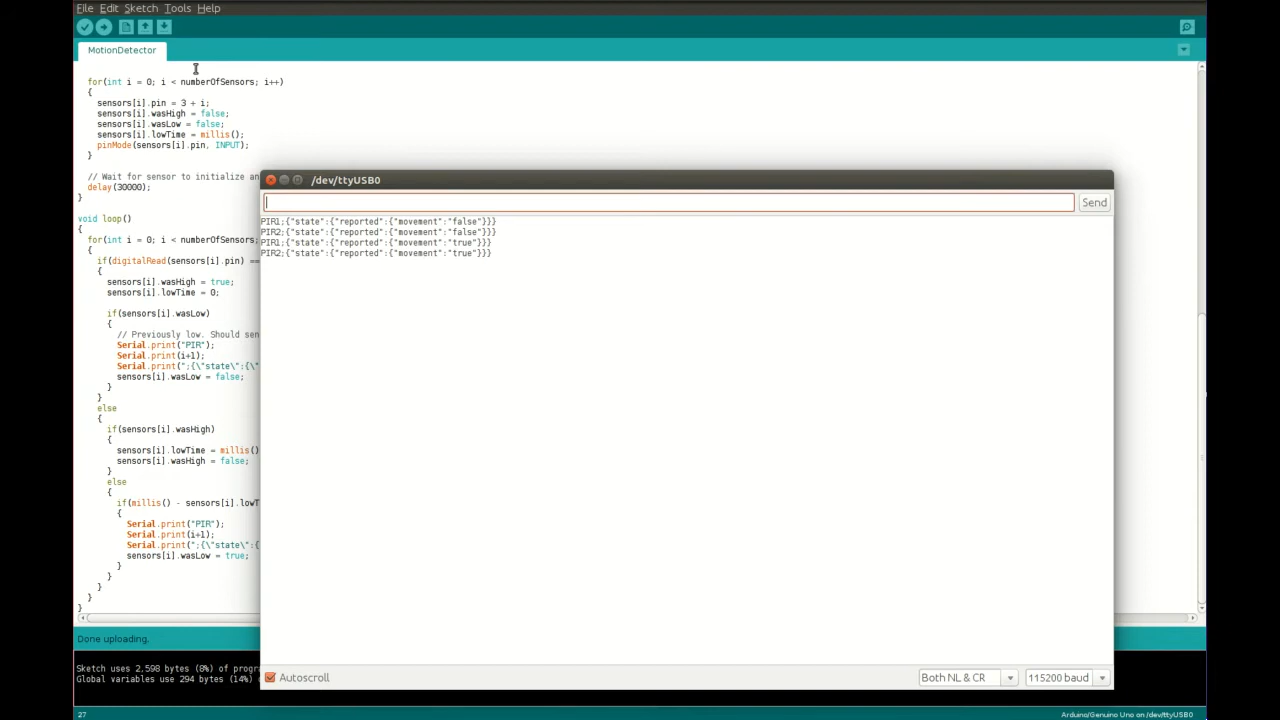 File Edit Sketch Tools Help
MotionDetector
for(int i = 0; i < numberOfSensors; i++)
{
sensors[i].pin = 3 + i;
sensors[i].wasHigh = false;
sensors[i].wasLow = false;
sensors[i].lowTime = millis();
pinMode(sensors[i].pin, INPUT);
}
// Wait for sensor to initialize an
delay(30000);
}
void loop()
{
for(int i = 0; i < numberOfSensors;
{
if(digitalRead(sensors[i].pin) ==
{
sensors[i].wasHigh = true;
sensors[i].lowTime = 0;
if(sensors[i].wasLow)
{
// Previously low. Should sen
Serial.print("PIR");
Serial.print(i+1);
Serial.print(";{\"state\":{\"
sensors[i].wasLow = false;
}
}
else
{
if(sensors[i].wasHigh)
{
sensors[i].lowTime = millis()
sensors[i].wasHigh = false;
}
else
{
if(millis() - sensors[i].lowT
{
Serial.print("PIR");
Serial.print(i+1);
Serial.print(";{\"state\":{
sensors[i].wasLow = true;
}
}
}
}
}
/dev/ttyUSB0
Send
PIR1;{"state":{"reported":{"movement":"false"}}}
PIR2;{"state":{"reported":{"movement":"false"}}}
PIR1;{"state":{"reported":{"movement":"true"}}}
PIR2;{"state":{"reported":{"movement":"true"}}}
Autoscroll
Both NL & CR
115200 baud
Done uploading.
Sketch uses 2,598 bytes (8%) of progr
Global variables use 294 bytes (14%)
27
Arduino/Genuino Uno on /dev/ttyUSB0